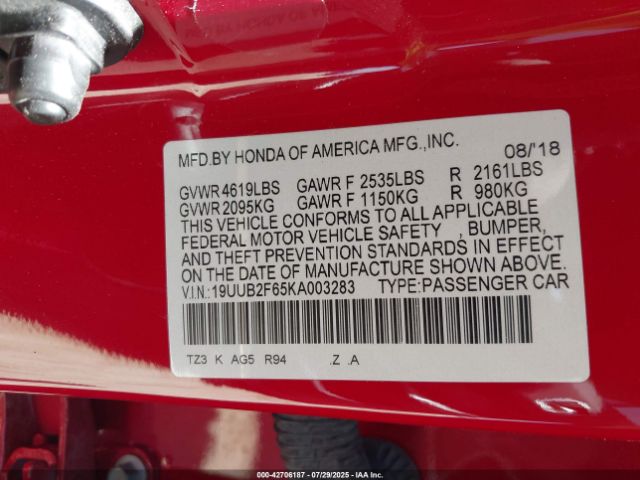 MFD.BY HONDA OF AMERICA MFG.,INC. 08/'18
GVWR 4619LBS GAWR F 2535LBS R 2161LBS
GVWR 2095KG GAWR F 1150KG R 980KG
THIS VEHICLE CONFORMS TO ALL APPLICABLE
FEDERAL MOTOR VEHICLE SAFETY , BUMPER,
AND THEFT PREVENTION STANDARDS IN EFFECT
ON THE DATE OF MANUFACTURE SHOWN ABOVE.
V.I.N.: 19UUB2F65KA003283 TYPE:PASSENGER CAR
TZ3 K AG5 R94 .Z .A
000-42706187 - 07/29/2025 - IAA Inc.